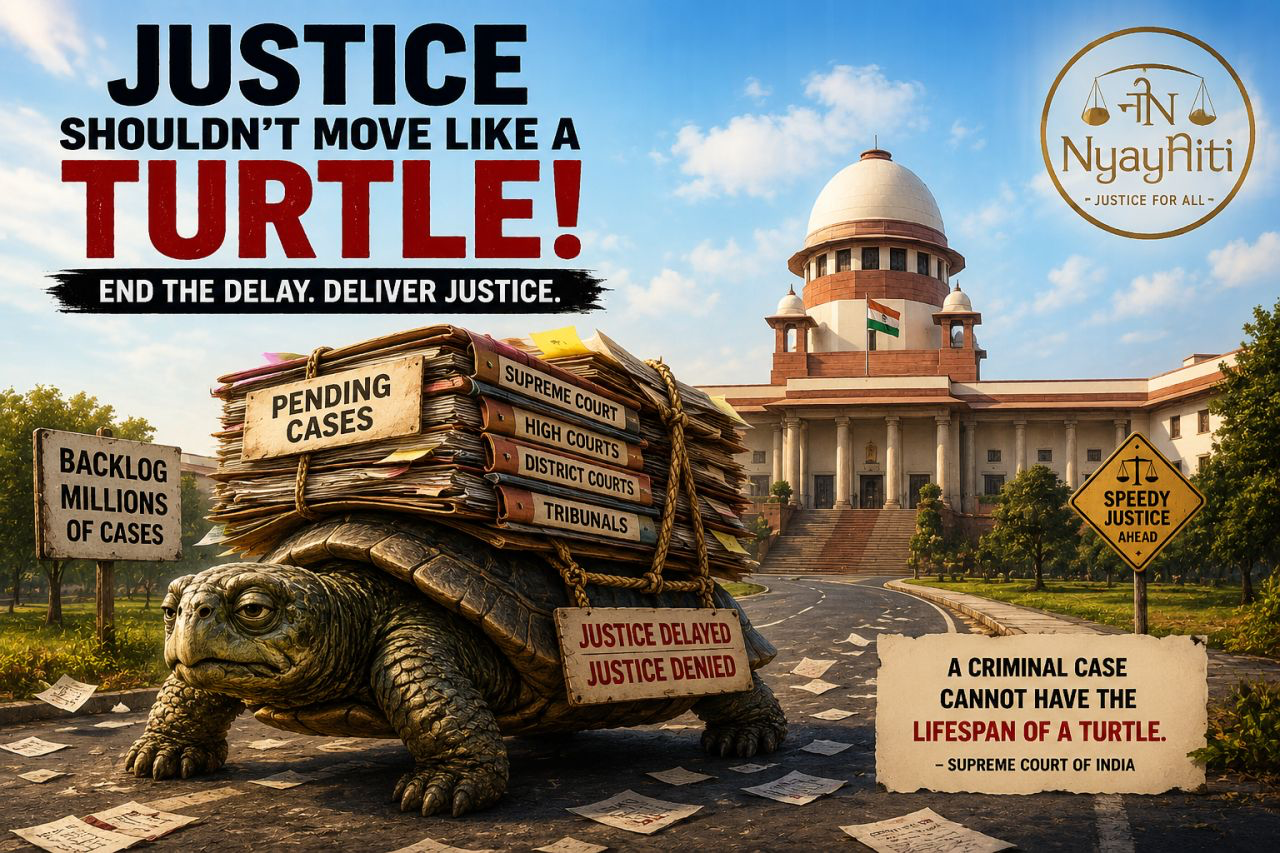 JUSTICE
SHOULDN'T MOVE LIKE A
TURTLE!
END THE DELAY. DELIVER JUSTICE.
नीN
NyayNiti
- JUSTICE FOR ALL -
PENDING
CASES
SUPREME COURT
HIGH COURTS
DISTRICT COURTS
TRIBUNALS
BACKLOG
MILLIONS
OF CASES
SPEEDY
JUSTICE
AHEAD
JUSTICE DELAYED
JUSTICE DENIED
A CRIMINAL CASE
CANNOT HAVE THE
LIFESPAN OF A TURTLE.
– SUPREME COURT OF INDIA